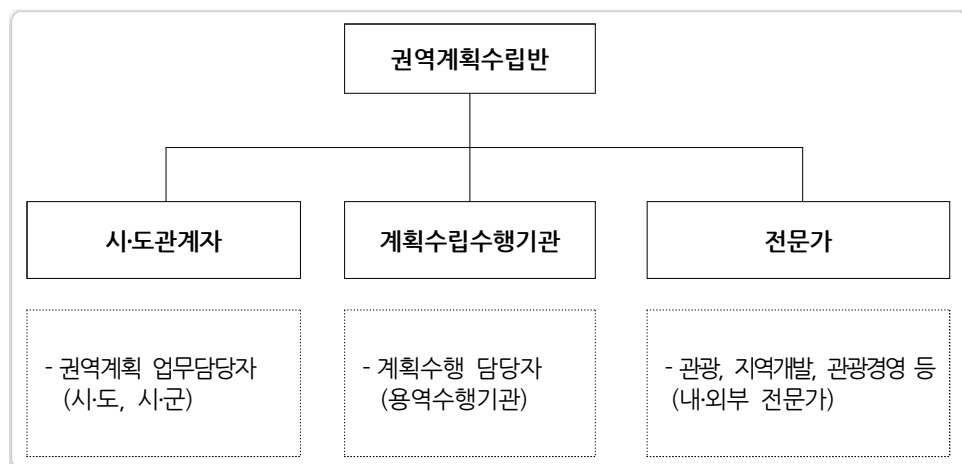 권역계획수립반
시·도관계자
계획수립수행기관
전문가
- 권역계획 업무담당자
(시·도, 시·군)
- 계획수행 담당자
(용역수행기관)
- 관광, 지역개발, 관광경영 등
(내·외부 전문가)